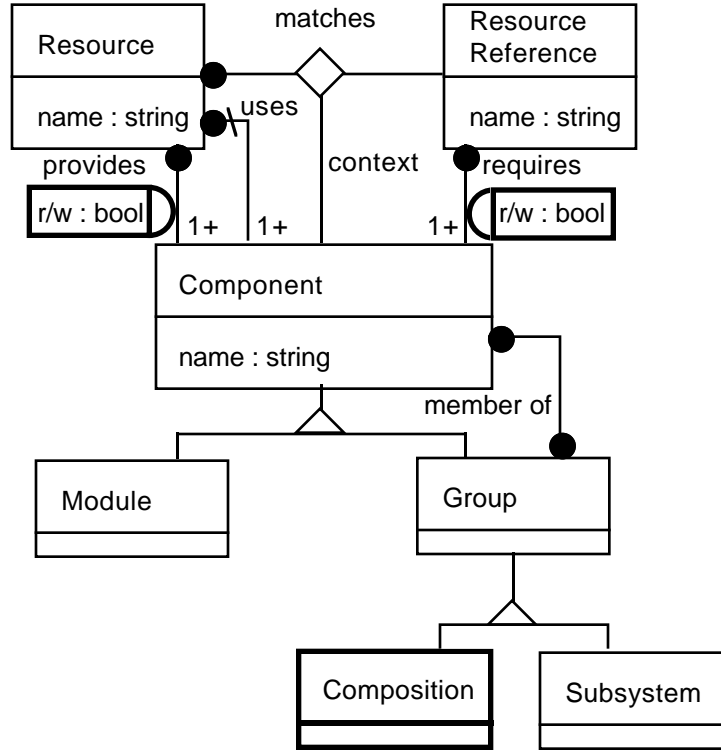 matches
Resource
Resource
Reference
name : string
uses
name : string
provides
context
requires
r/w : bool
r/w : bool
1+
1+
1+
Component
name : string
member of
Module
Group
Composition
Subsystem